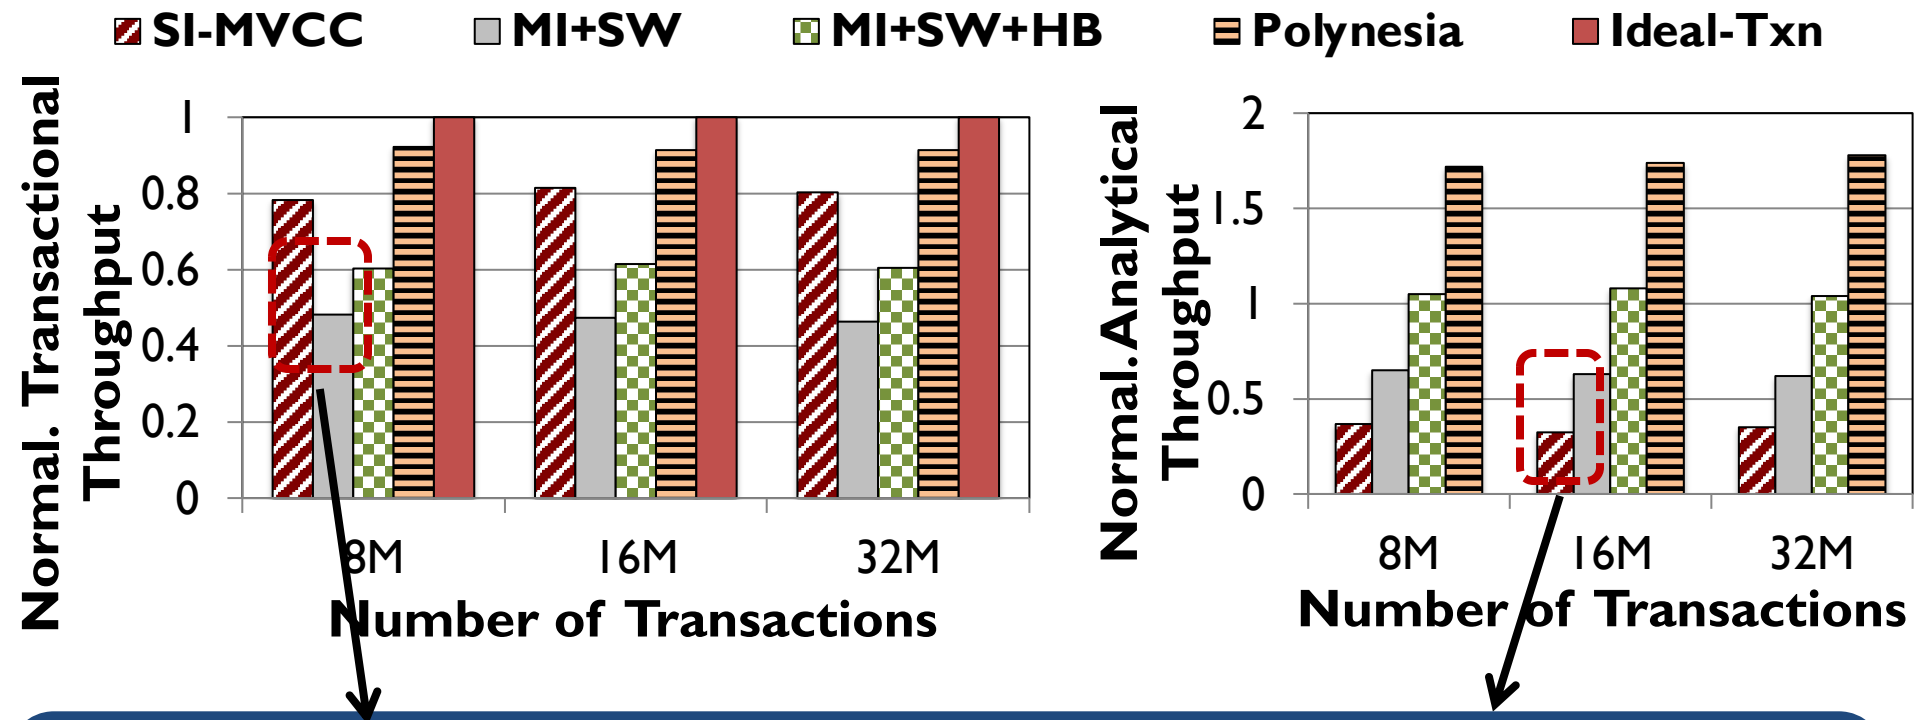 SI-MVCC MI+SW MI+SW+HB Polynesia Ideal-Txn
Normal. Transactional
Throughput
1
0.8
0.6
0.4
0.2
0
8M 16M 32M
Number of Transactions
Normal. Analytical
Throughput
2
1.5
1
0.5
0
8M 16M 32M
Number of Transactions